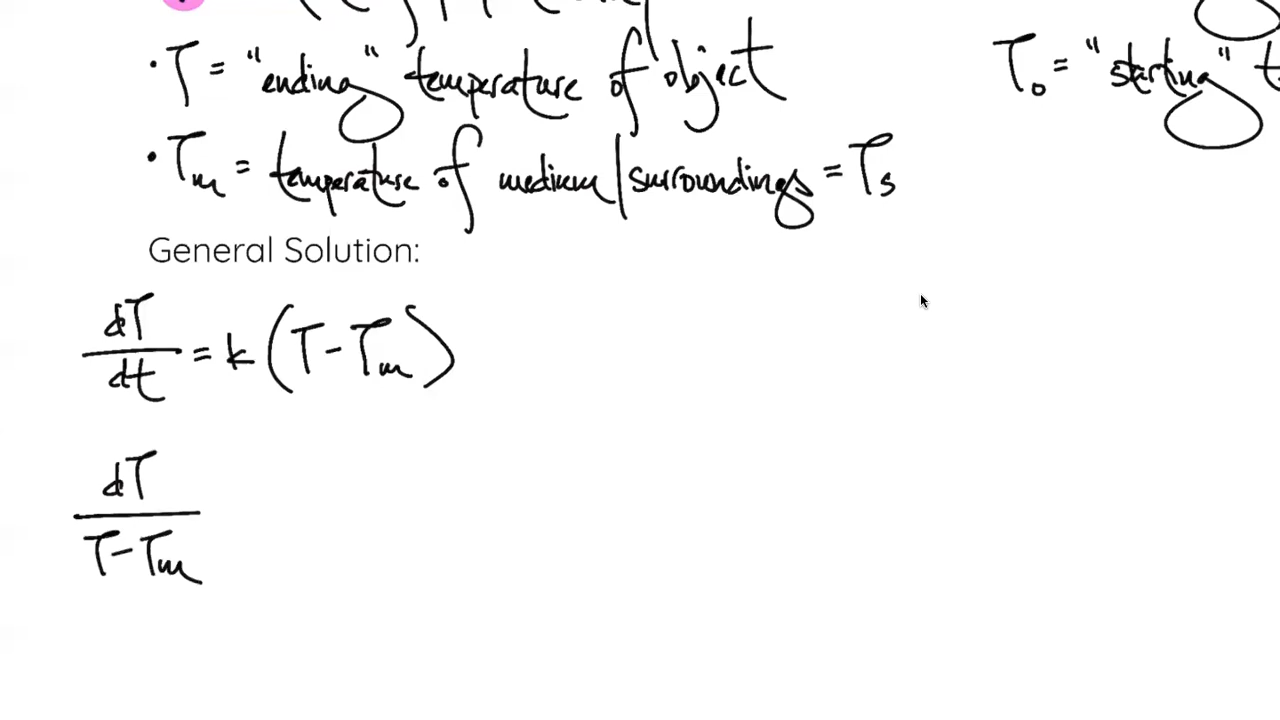 • T = "ending" temperature of object T₀ = "starting"
• Tₘ = temperature of medium/surroundings = Tₛ
General Solution:
dT/dt = k(T - Tₘ)
dT/(T - Tₘ)